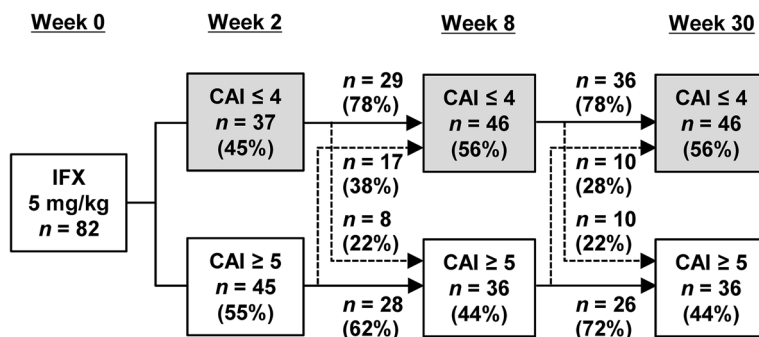 Week 0
Week 2
Week 8
Week 30
IFX
5 mg/kg
n = 82
CAI ≤ 4
n = 37
(45%)
CAI ≥ 5
n = 45
(55%)
n = 29
(78%)
n = 17
(38%)
n = 8
(22%)
n = 28
(62%)
CAI ≤ 4
n = 46
(56%)
CAI ≥ 5
n = 36
(44%)
n = 36
(78%)
n = 10
(28%)
n = 10
(22%)
n = 26
(72%)
CAI ≤ 4
n = 46
(56%)
CAI ≥ 5
n = 36
(44%)